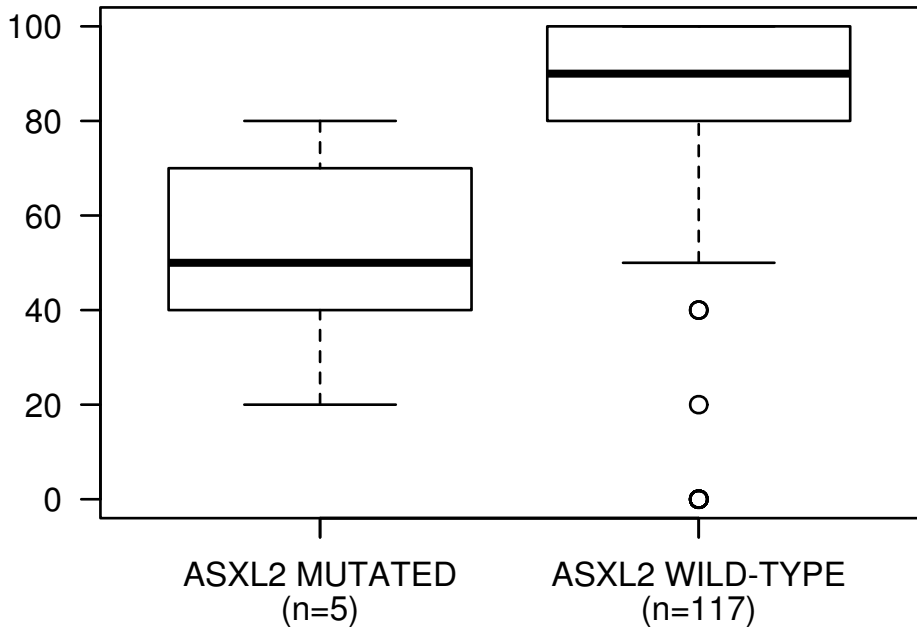 100
80
60
40
20
0
ASXL2 MUTATED
(n=5)
ASXL2 WILD-TYPE
(n=117)